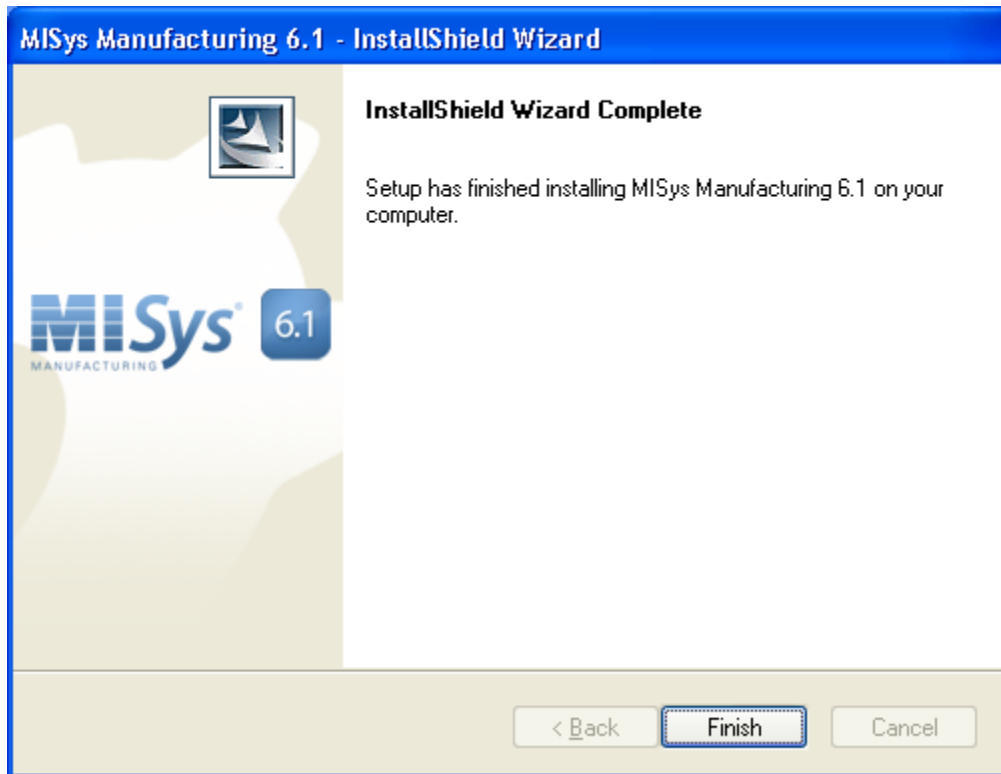 MISys Manufacturing 6.1 - InstallShield Wizard
InstallShield Wizard Complete
Setup has finished installing MISys Manufacturing 6.1 on your
computer.
MISys® 6.1
MANUFACTURING
< Back
Finish
Cancel